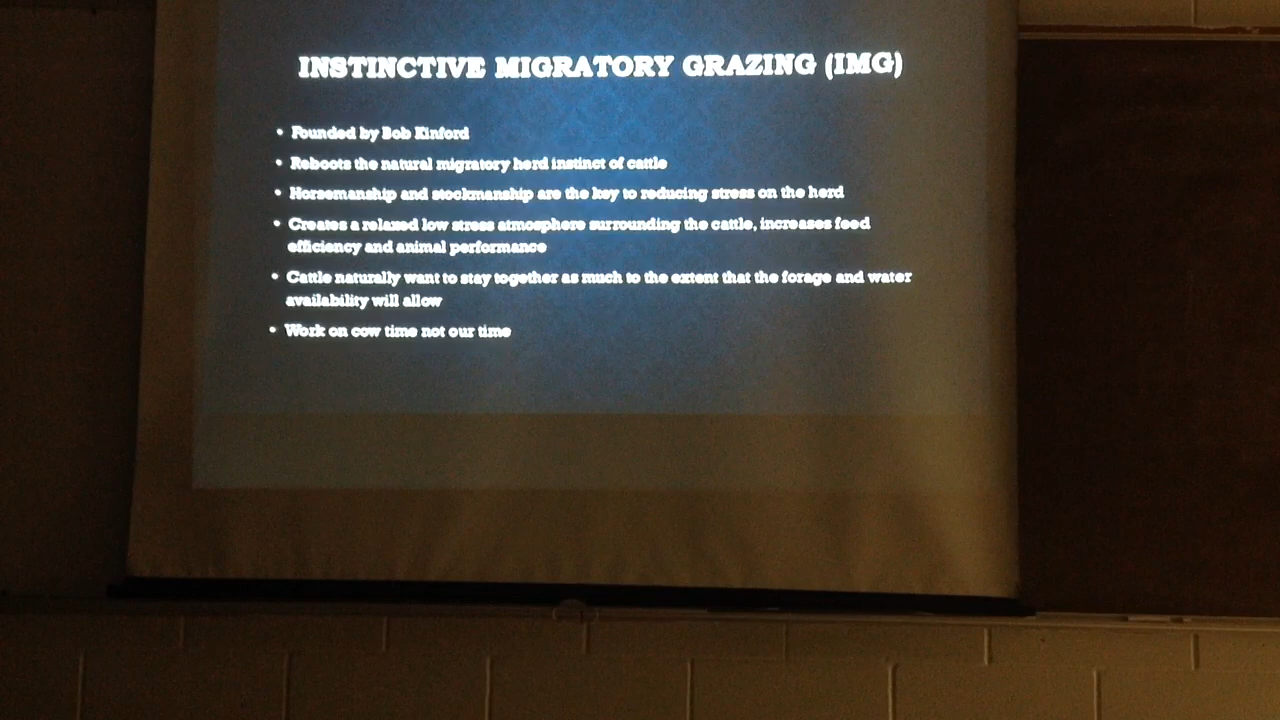 INSTINCTIVE MIGRATORY GRAZING (IMG)
• Founded by Bob Kinford
• Reboots the natural migratory herd instinct of cattle
• Horsemanship and stockmanship are the key to reducing stress on the herd
• Creates a relaxed low stress atmosphere surrounding the cattle, increases feed
efficiency and animal performance
• Cattle naturally want to stay together as much to the extent that the forage and water
availability will allow
• Work on cow time not our time